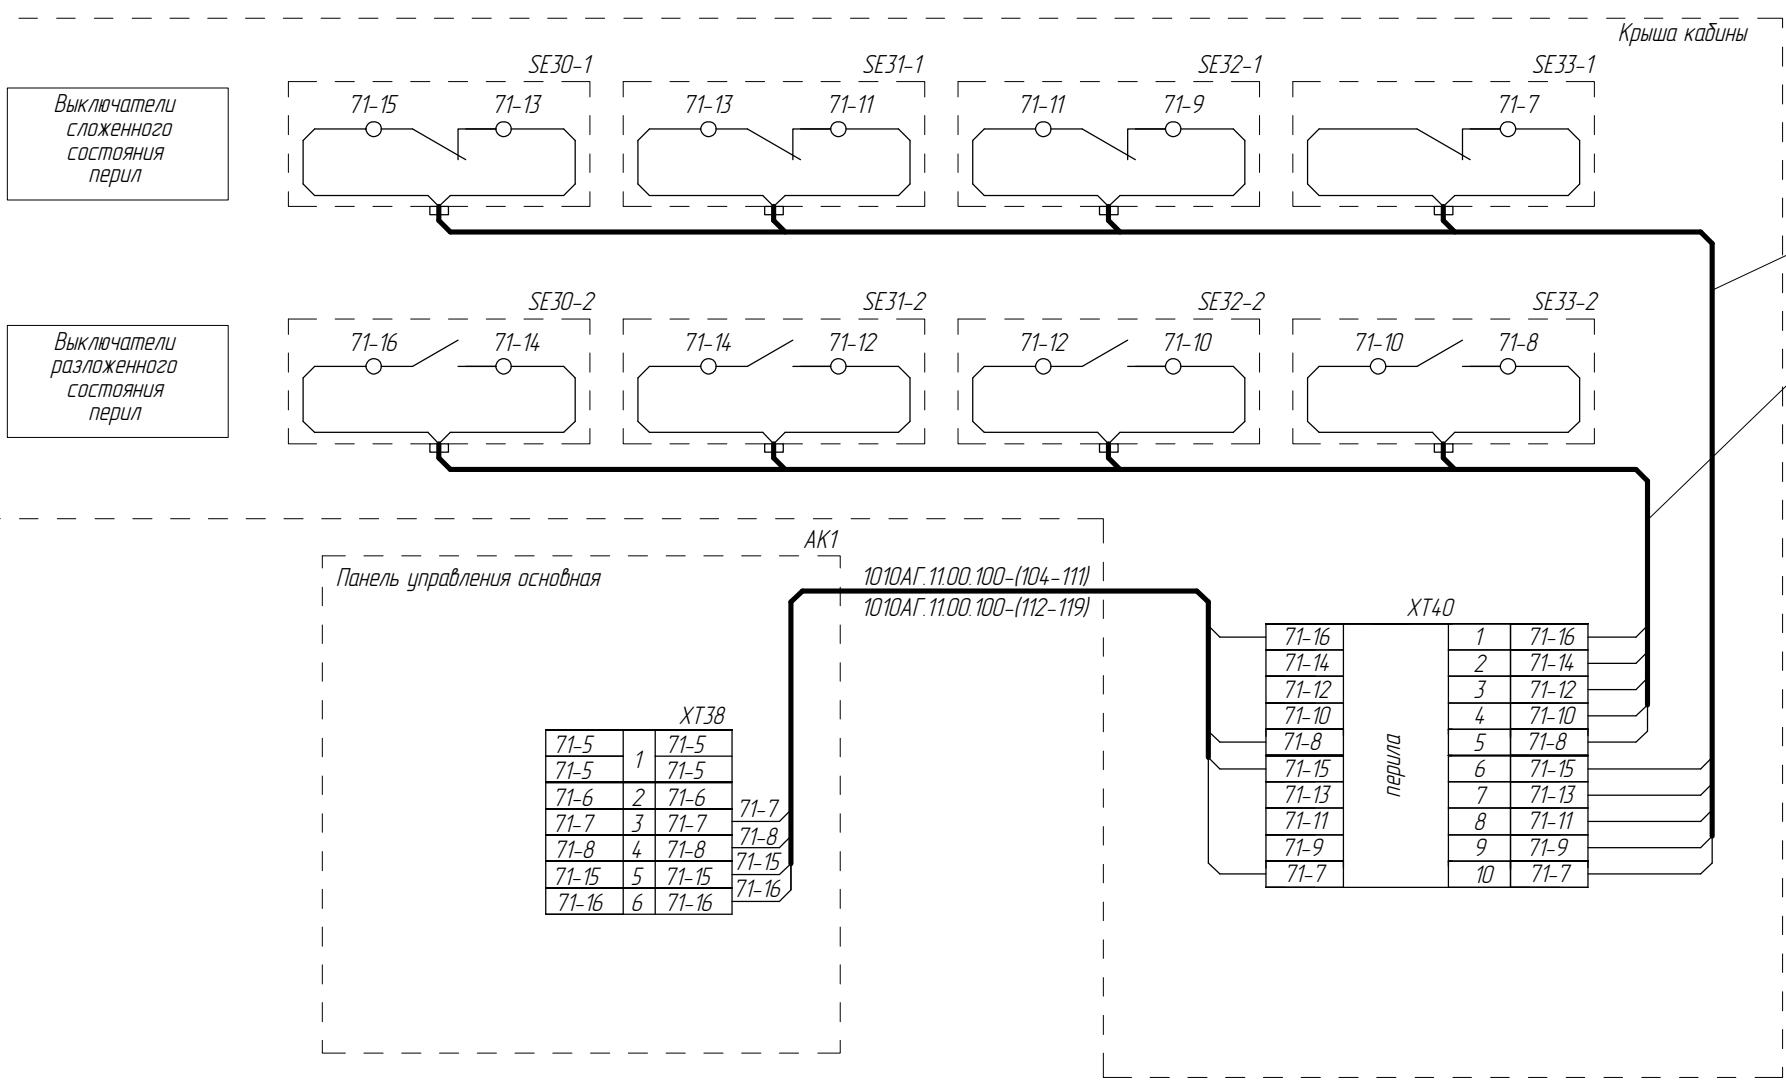 Крыша кабины
SE30-1
SE31-1
SE32-1
SE33-1
Выключатели
сложенного
состояния
перил
71-15
71-13
71-13
71-11
71-11
71-9
71-7
SE30-2
SE31-2
SE32-2
SE33-2
Выключатели
разложенного
состояния
перил
71-16
71-14
71-14
71-12
71-12
71-10
71-10
71-8
АК1
Панель управления основная
1010АГ.11.00.100-(104-111)
1010АГ.11.00.100-(112-119)
XT38
71-5 1 71-5
71-5 71-5
71-6 2 71-6
71-7 3 71-7
71-8 4 71-8
71-15 5 71-15
71-16 6 71-16
71-7
71-8
71-15
71-16
XT40
перила
71-16 1 71-16
71-14 2 71-14
71-12 3 71-12
71-10 4 71-10
71-8 5 71-8
71-15 6 71-15
71-13 7 71-13
71-11 8 71-11
71-9 9 71-9
71-7 10 71-7